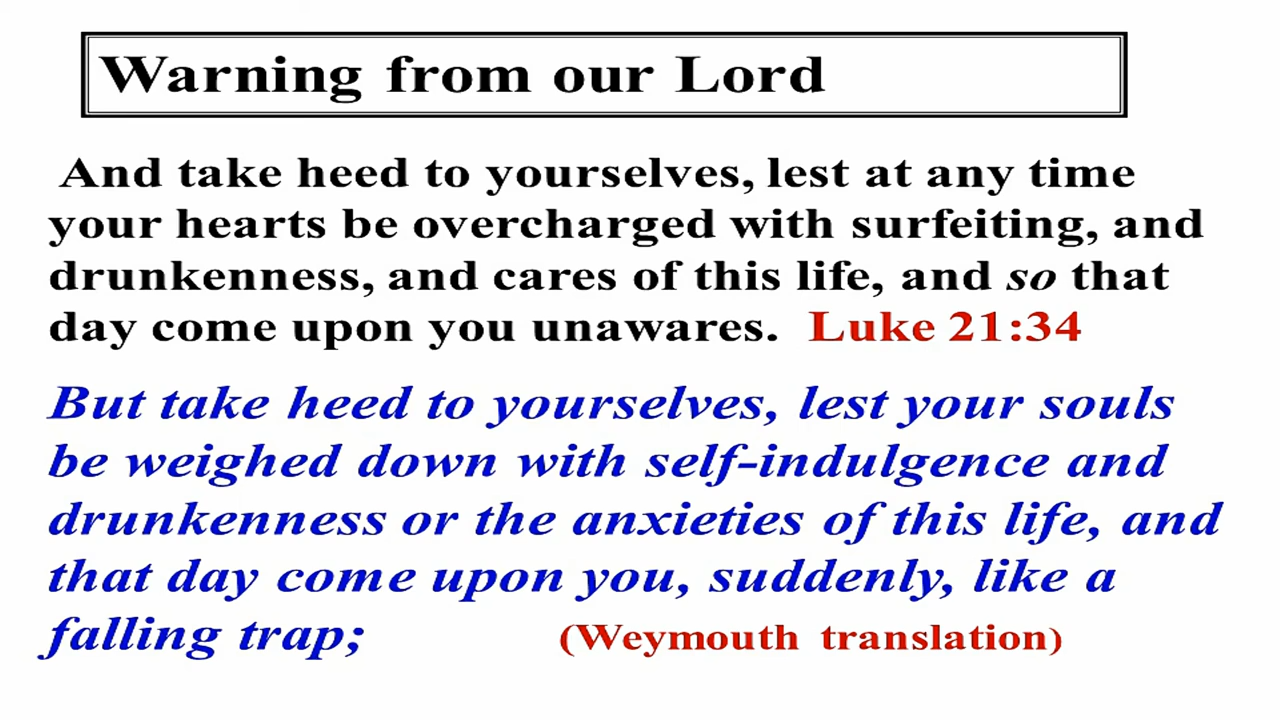 Warning from our Lord
And take heed to yourselves, lest at any time
your hearts be overcharged with surfeiting, and
drunkenness, and cares of this life, and so that
day come upon you unawares. Luke 21:34
But take heed to yourselves, lest your souls
be weighed down with self-indulgence and
drunkenness or the anxieties of this life, and
that day come upon you, suddenly, like a
falling trap; (Weymouth translation)